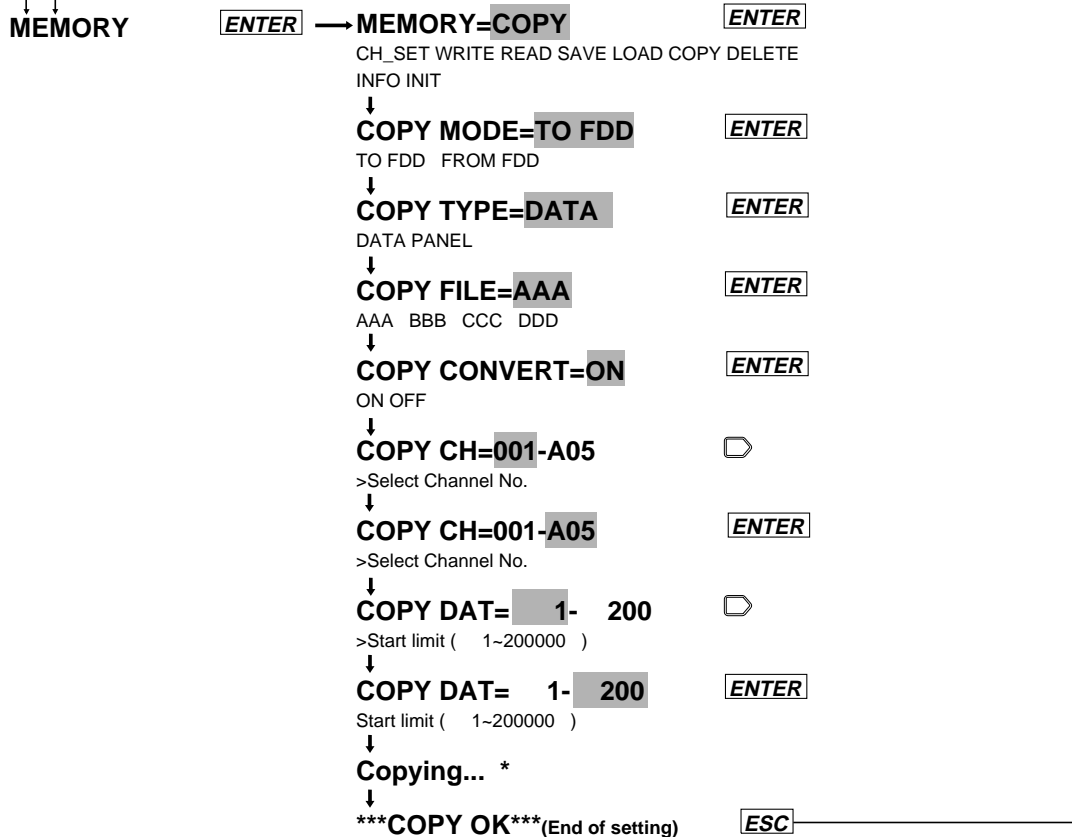 MEMORY ENTER MEMORY=COPY ENTER
CH_SET WRITE READ SAVE LOAD COPY DELETE
INFO INIT
COPY MODE=TO FDD ENTER
TO FDD FROM FDD
COPY TYPE=DATA ENTER
DATA PANEL
COPY FILE=AAA ENTER
AAA BBB CCC DDD
COPY CONVERT=ON ENTER
ON OFF
COPY CH=001-A05
>Select Channel No.
COPY CH=001-A05 ENTER
>Select Channel No.
COPY DAT= 1- 200
>Start limit ( 1~200000 )
COPY DAT= 1- 200 ENTER
Start limit ( 1~200000 )
Copying... *
***COPY OK***(End of setting) ESC